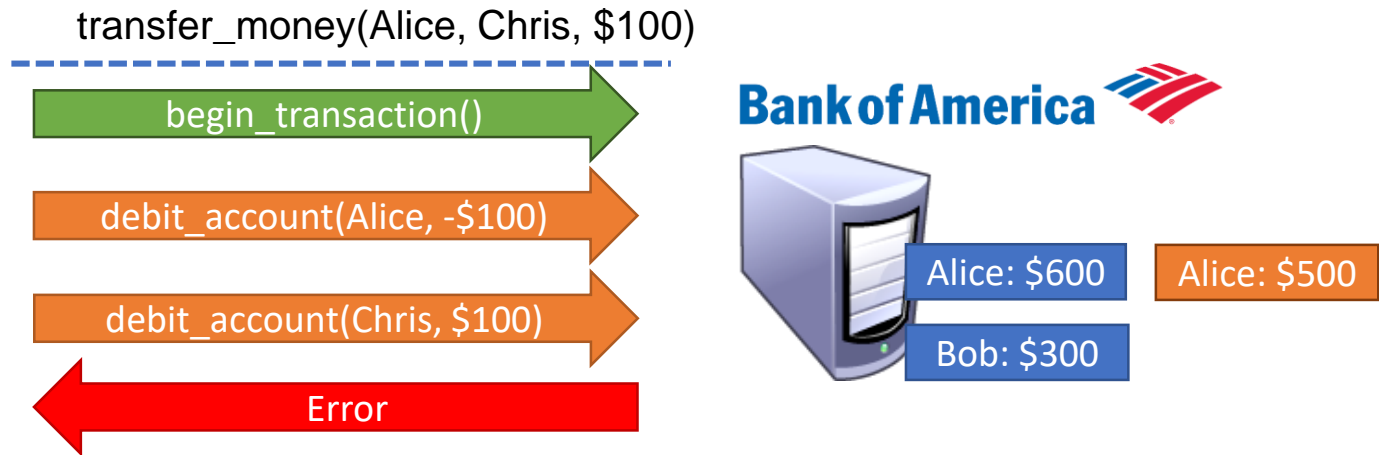 transfer_money(Alice, Chris, $100)
begin_transaction()
debit_account(Alice, -$100)
debit_account(Chris, $100)
Error
Bank of America
Alice: $600
Alice: $500
Bob: $300